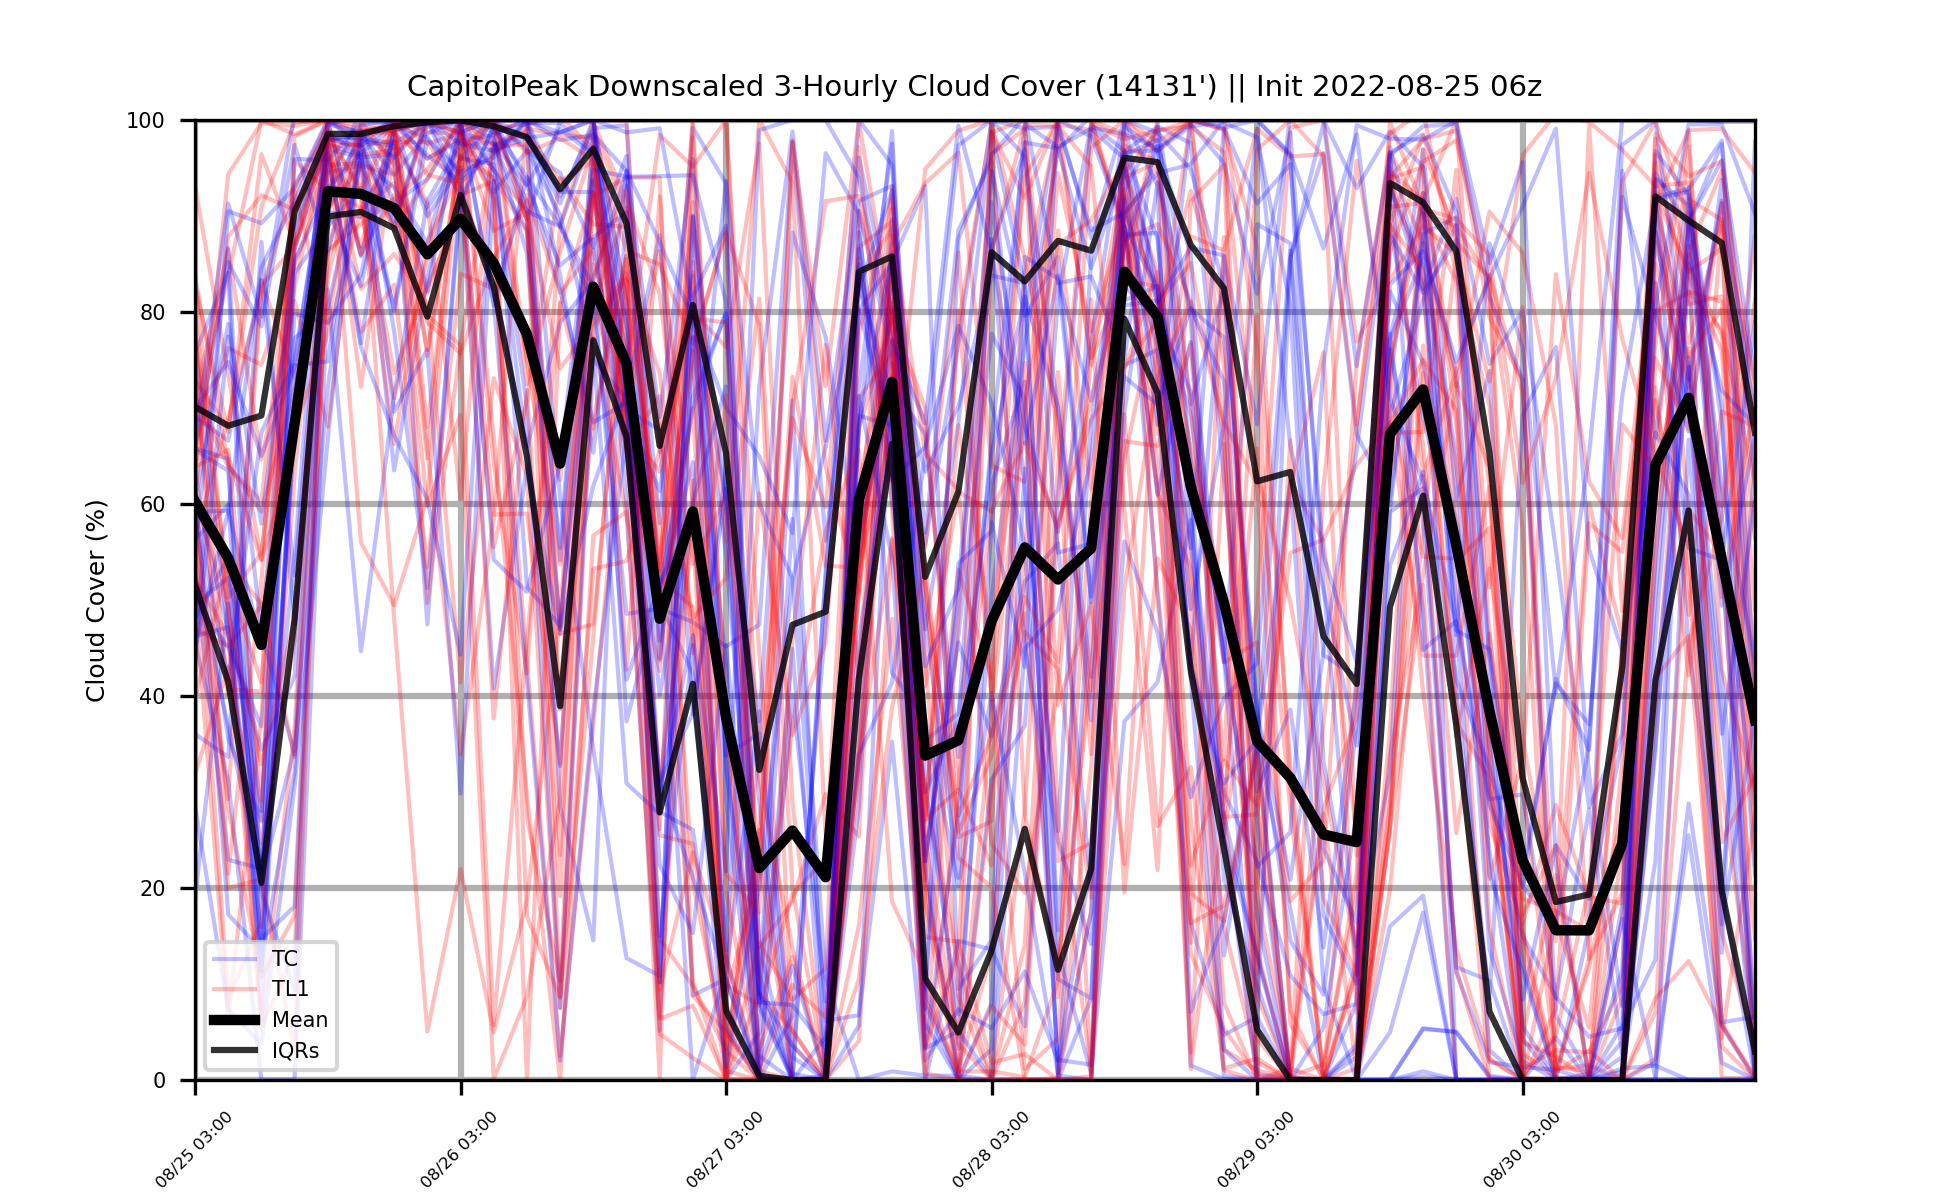 CapitolPeak Downscaled 3-Hourly Cloud Cover (14131') || Init 2022-08-25 06z
Cloud Cover (%)
100
80
60
40
20
0
TC
TL1
Mean
IQRs
08/25 03:00
08/26 03:00
08/27 03:00
08/28 03:00
08/29 03:00
08/30 03:00